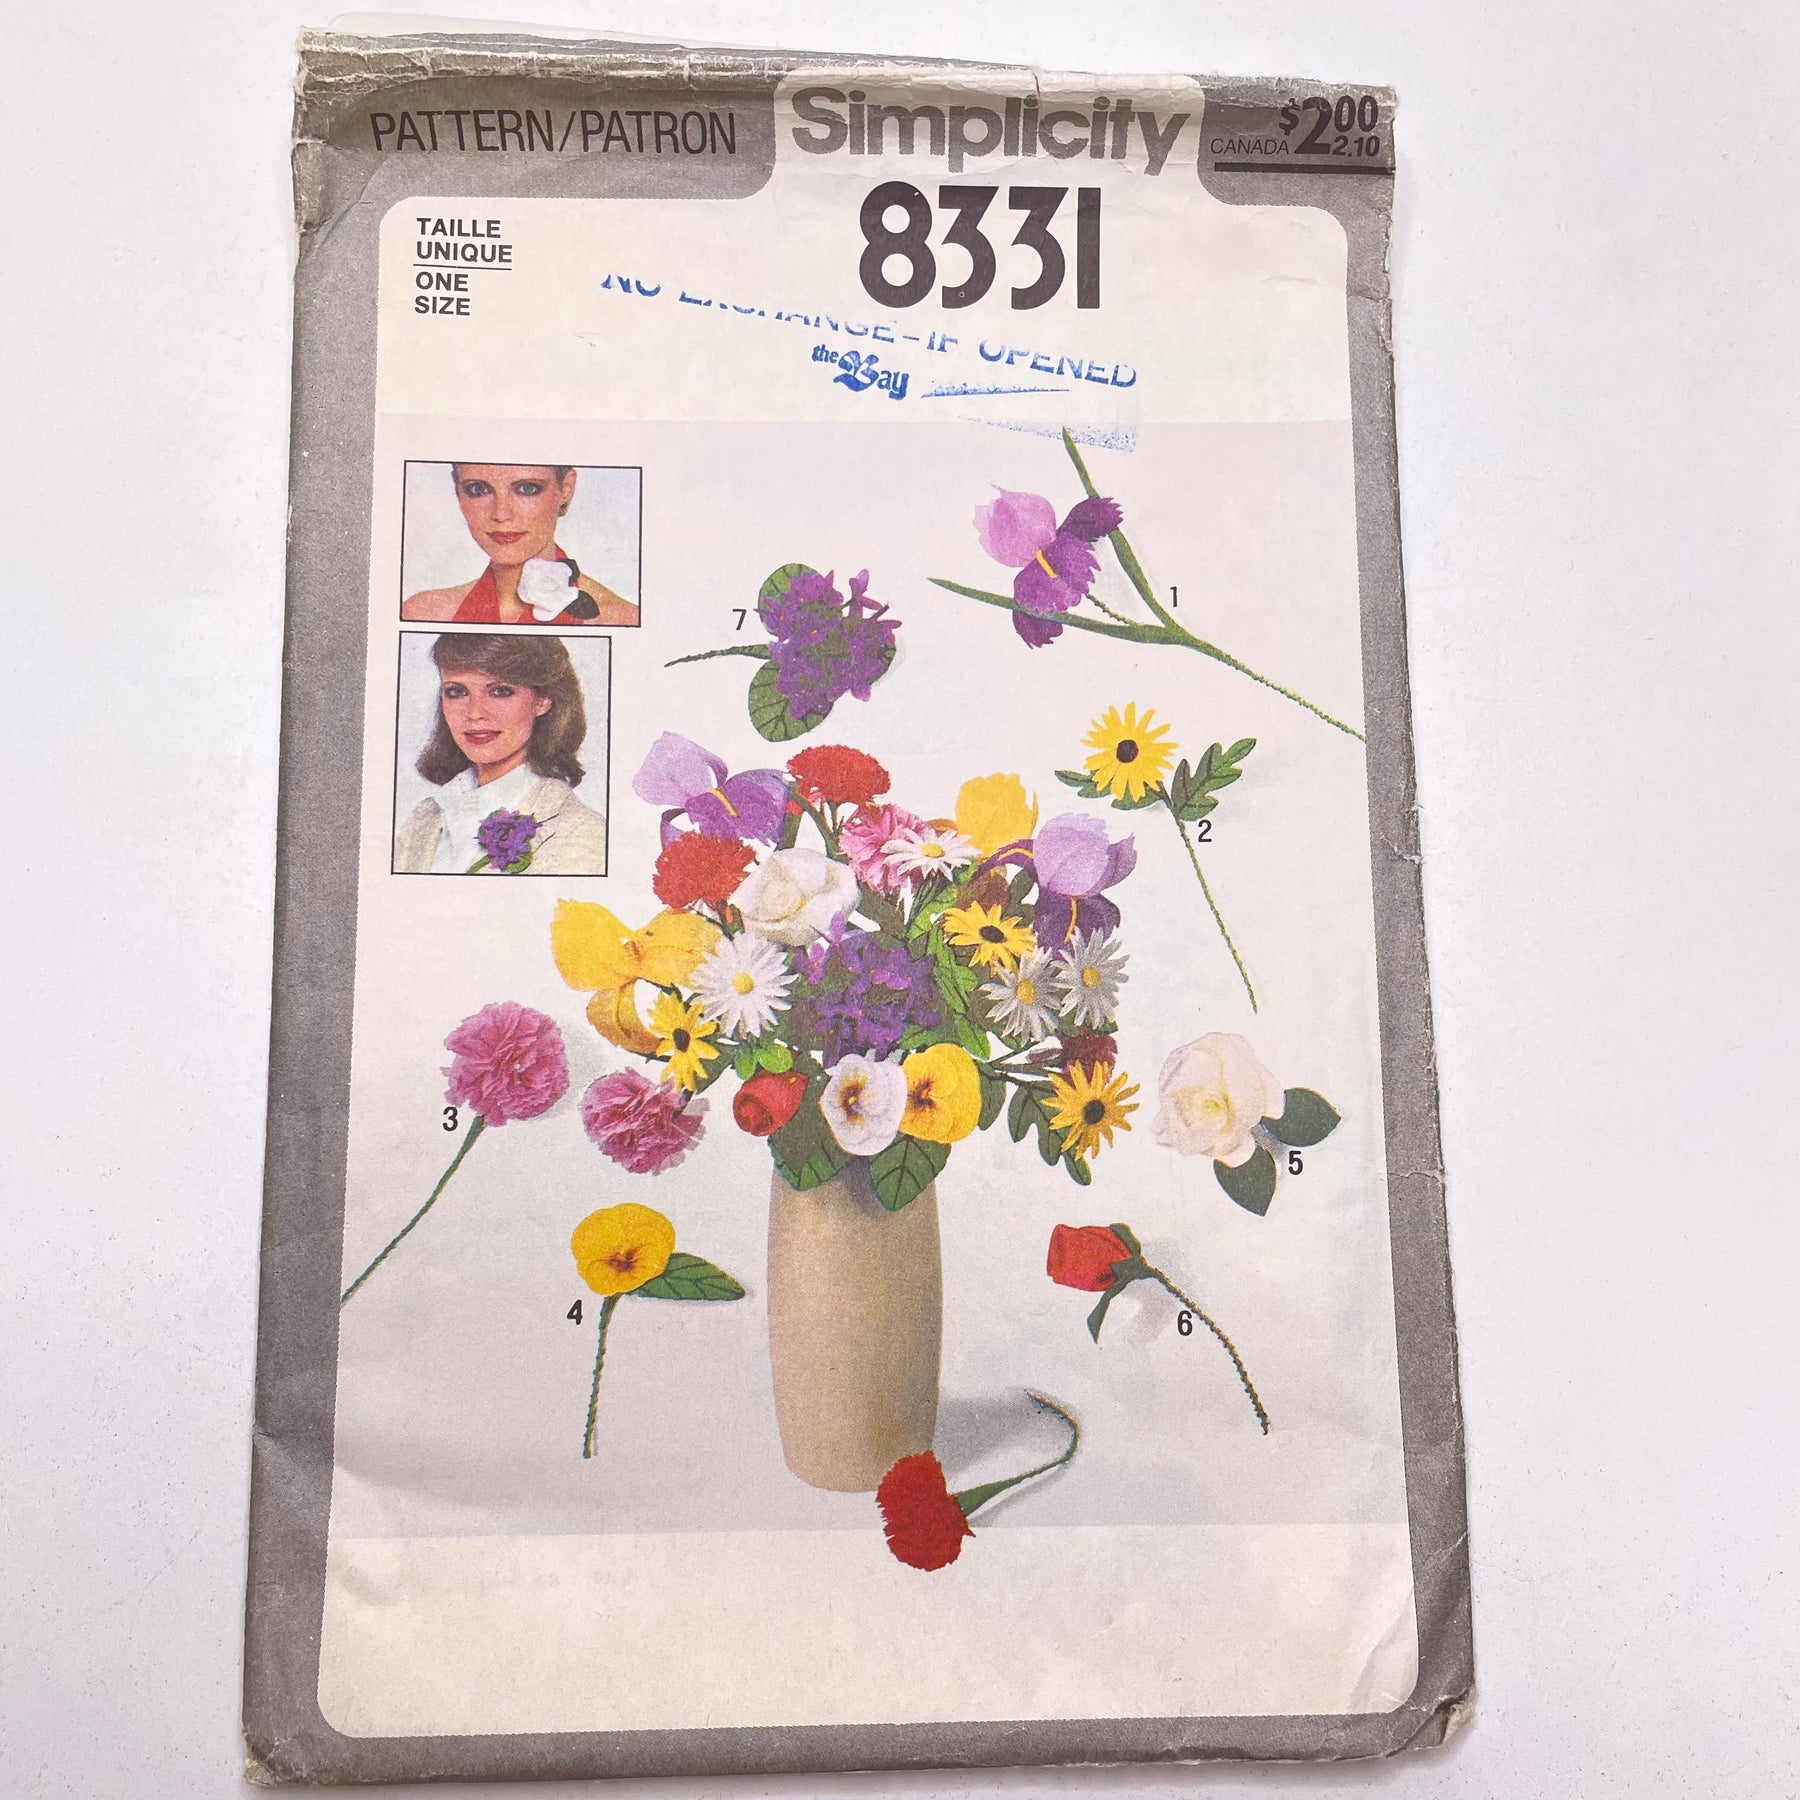 PATTERN/PATRON
Simplicity
$2.00
CANADA 2.10
8331
TAILLE
UNIQUE
ONE
SIZE
NO EXCHANGE - IF OPENED
the Bay
7
1
2
3
5
4
6